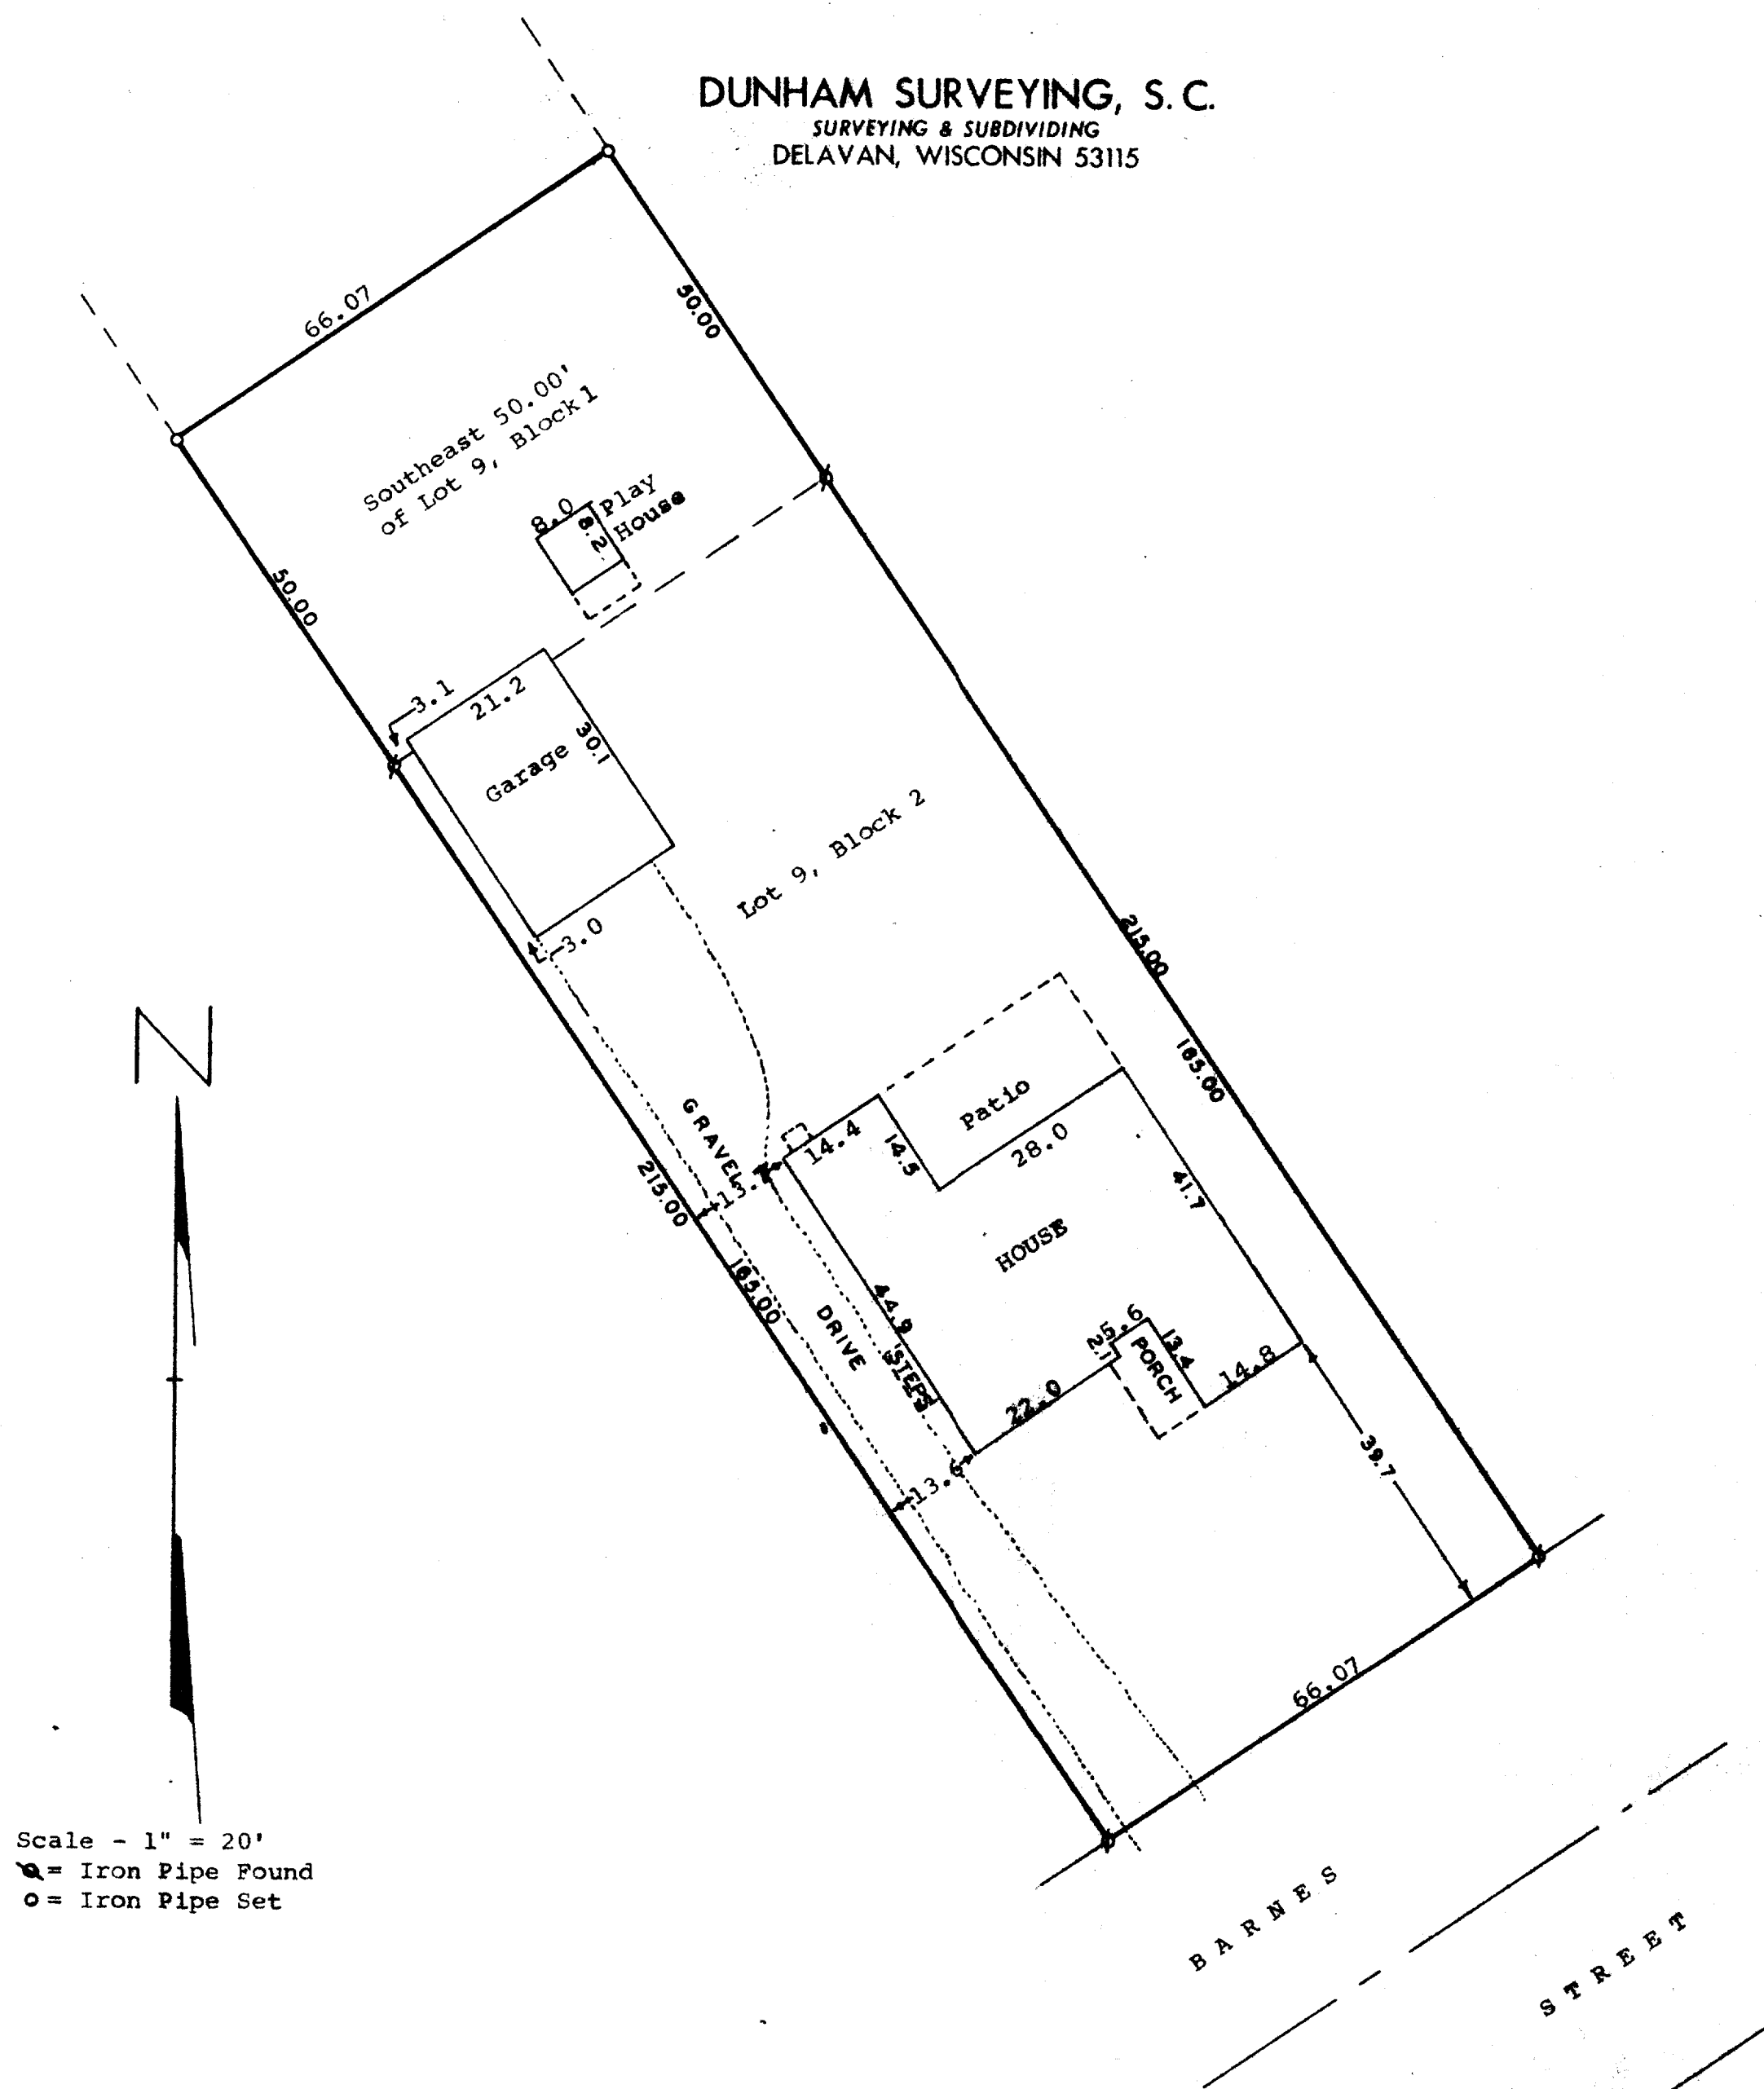 DUNHAM SURVEYING, S. C.
SURVEYING & SUBDIVIDING
DELAVAN, WISCONSIN 53115
66.07
50.00
Southeast 50.00'
of Lot 9, Block 1
8.0
8.2
Play
House
50.00
3.1
21.2
30.1
Garage
3.0
Lot 9, Block 2
215.00
165.00
N
GRAVEL
Patio
14.4
14.5
28.0
41.7
215.00
165.00
HOUSE
44.9
DRIVE
STEPS
5.6
2.1
PORCH
13.4
14.8
22.0
13.6
39.7
66.07
Scale - 1" = 20'
= Iron Pipe Found
= Iron Pipe Set
BARNES
STREET